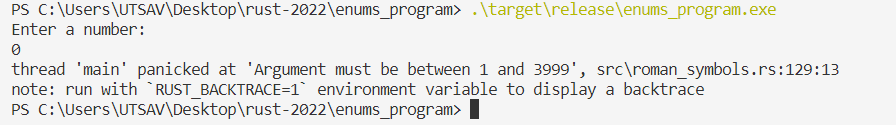 PS C:\Users\UTSAV\Desktop\rust-2022\enums_program> .\target\release\enums_program.exe
Enter a number:
0
thread 'main' panicked at 'Argument must be between 1 and 3999', src\roman_symbols.rs:129:13
note: run with `RUST_BACKTRACE=1` environment variable to display a backtrace
PS C:\Users\UTSAV\Desktop\rust-2022\enums_program>